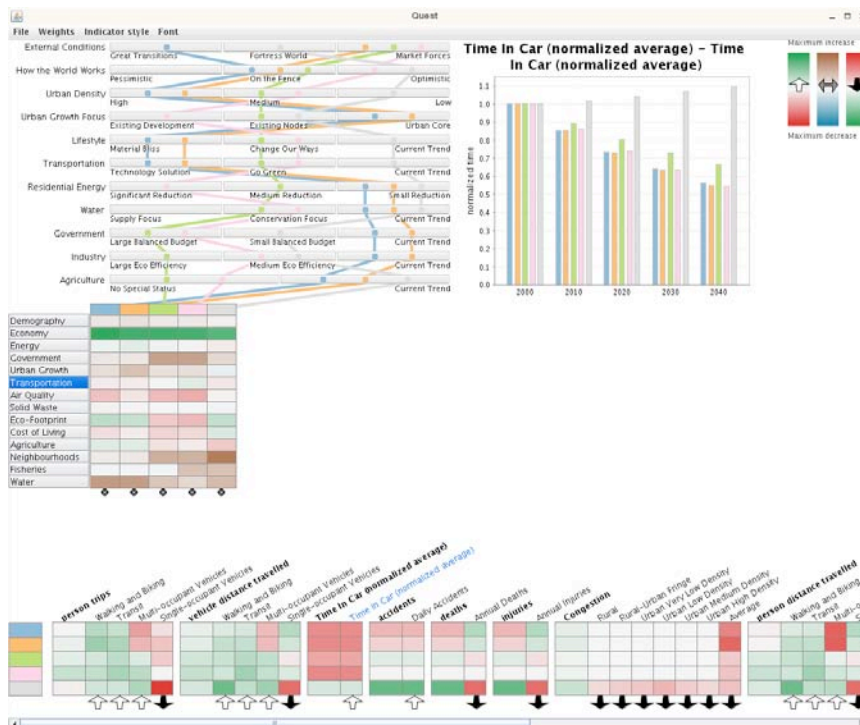 Quest
File Weights Indicator style Font
External Conditions
Great Transitions Fortress World Market Forces
How the World Works
Pessimistic On the Fence Optimistic
Urban Density
High Medium Low
Urban Growth Focus
Existing Development Existing Nodes Urban Core
Lifestyle
Material Bliss Change Our Ways Current Trend
Transportation
Technology Solution Go Green Current Trend
Residential Energy
Significant Reduction Medium Reduction Small Reduction
Water
Supply Focus Conservation Focus Current Trend
Government
Large Balanced Budget Small Balanced Budget Current Trend
Industry
Large Eco Efficiency Medium Eco Efficiency Current Trend
Agriculture
No Special Status Current Trend
Time In Car (normalized average) – Time
In Car (normalized average)
normalized time
1.1
1.0
0.9
0.8
0.7
0.6
0.5
0.4
0.3
0.2
0.1
0.0
2000 2010 2020 2030 2040
Maximum increase
Maximum decrease
Demography
Economy
Energy
Government
Urban Growth
Transportation
Air Quality
Solid Waste
Eco-Footprint
Cost of Living
Agriculture
Neighbourhoods
Fisheries
Water
person trips
Walking and Biking
Transit
Multi-occupant Vehicles
Single-occupant Vehicles
vehicle distance travelled
Walking and Biking
Transit
Multi-occupant Vehicles
Single-occupant Vehicles
Time In Car (normalized average)
Time In Car (normalized average)
accidents
Daily Accidents
deaths
Annual Deaths
injuries
Annual Injuries
Congestion
Rural
Rural-Urban Fringe
Urban Very Low Density
Urban Low Density
Urban Medium Density
Urban High Density
Average
person distance travelled
Walking and Biking
Transit